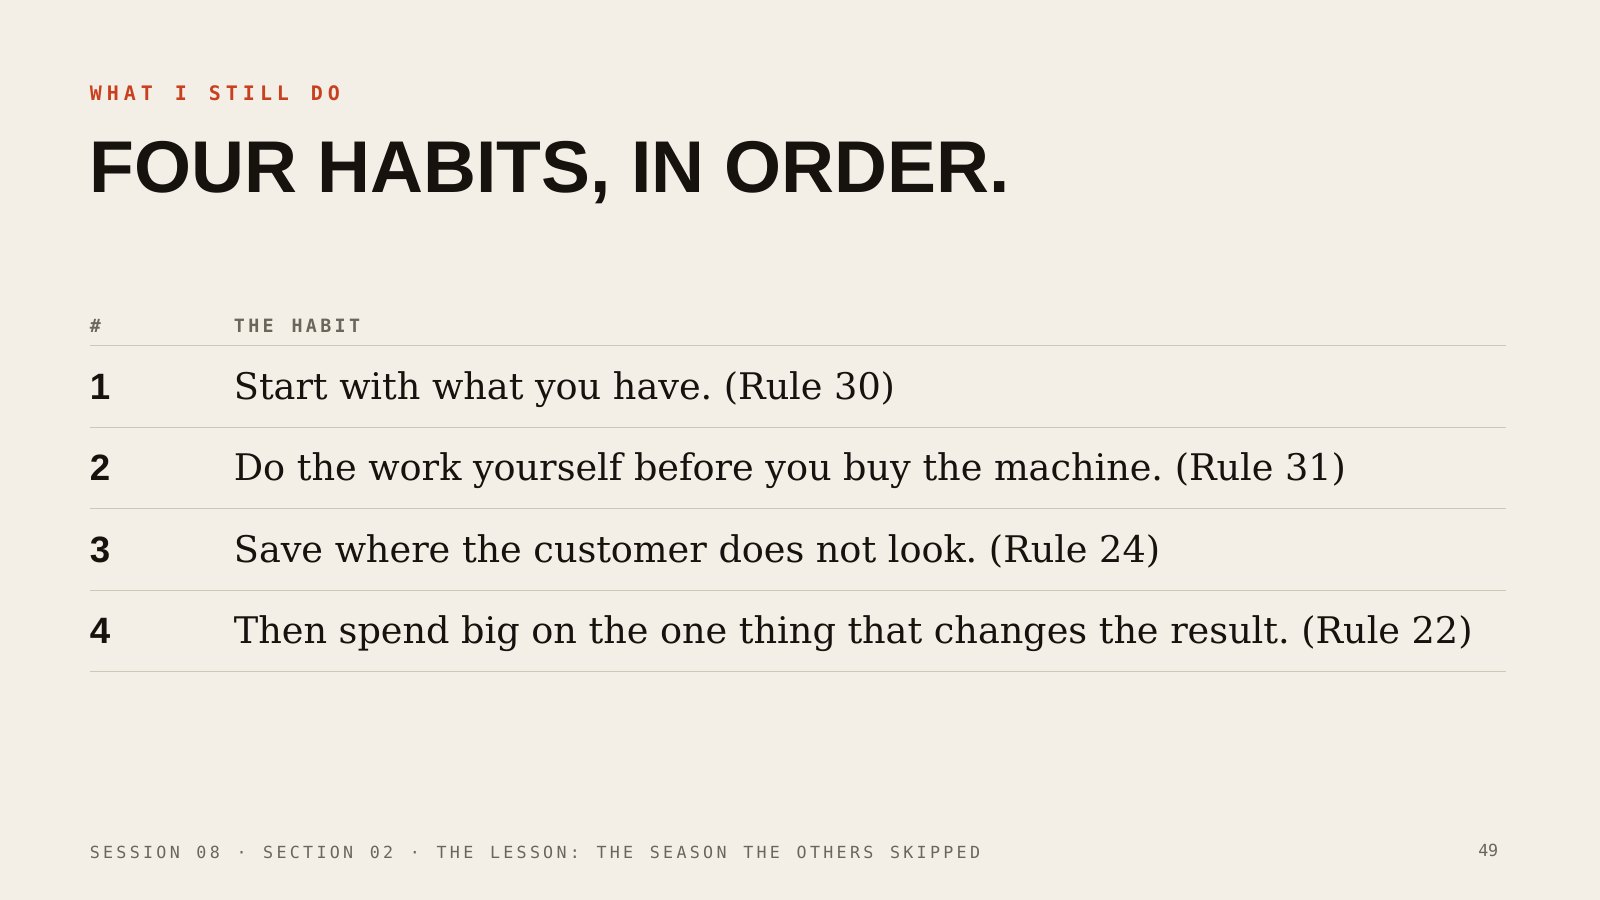 WHAT I STILL DO
FOUR HABITS, IN ORDER.
# THE HABIT
1 Start with what you have. (Rule 30)
2 Do the work yourself before you buy the machine. (Rule 31)
3 Save where the customer does not look. (Rule 24)
4 Then spend big on the one thing that changes the result. (Rule 22)
SESSION 08 · SECTION 02 · THE LESSON: THE SEASON THE OTHERS SKIPPED 49